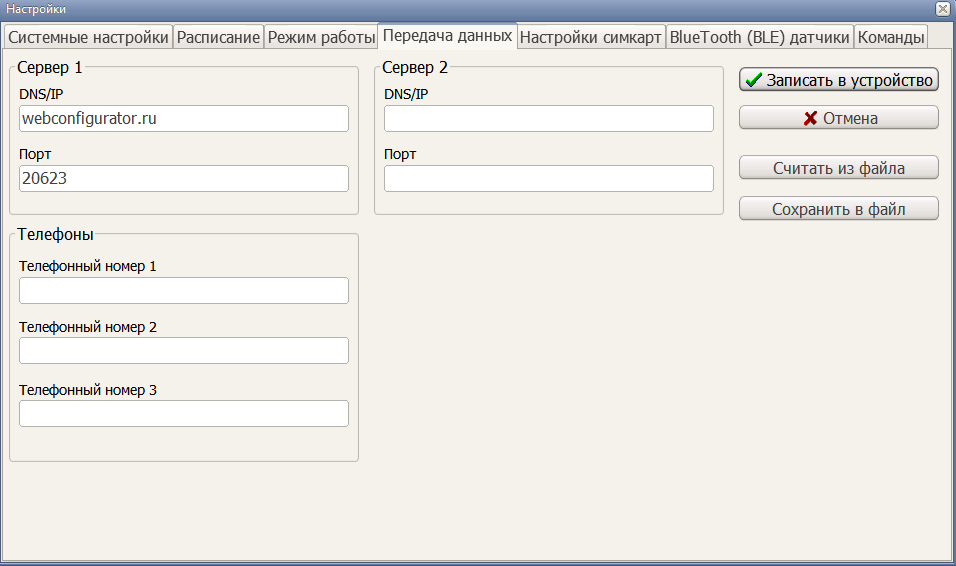 Настройки
Системные настройки Расписание Режим работы Передача данных Настройки симкарт BlueTooth (BLE) датчики Команды
Сервер 1
DNS/IP
webconfigurator.ru
Порт
20623
Сервер 2
DNS/IP
Порт
Записать в устройство
Отмена
Считать из файла
Сохранить в файл
Телефоны
Телефонный номер 1
Телефонный номер 2
Телефонный номер 3